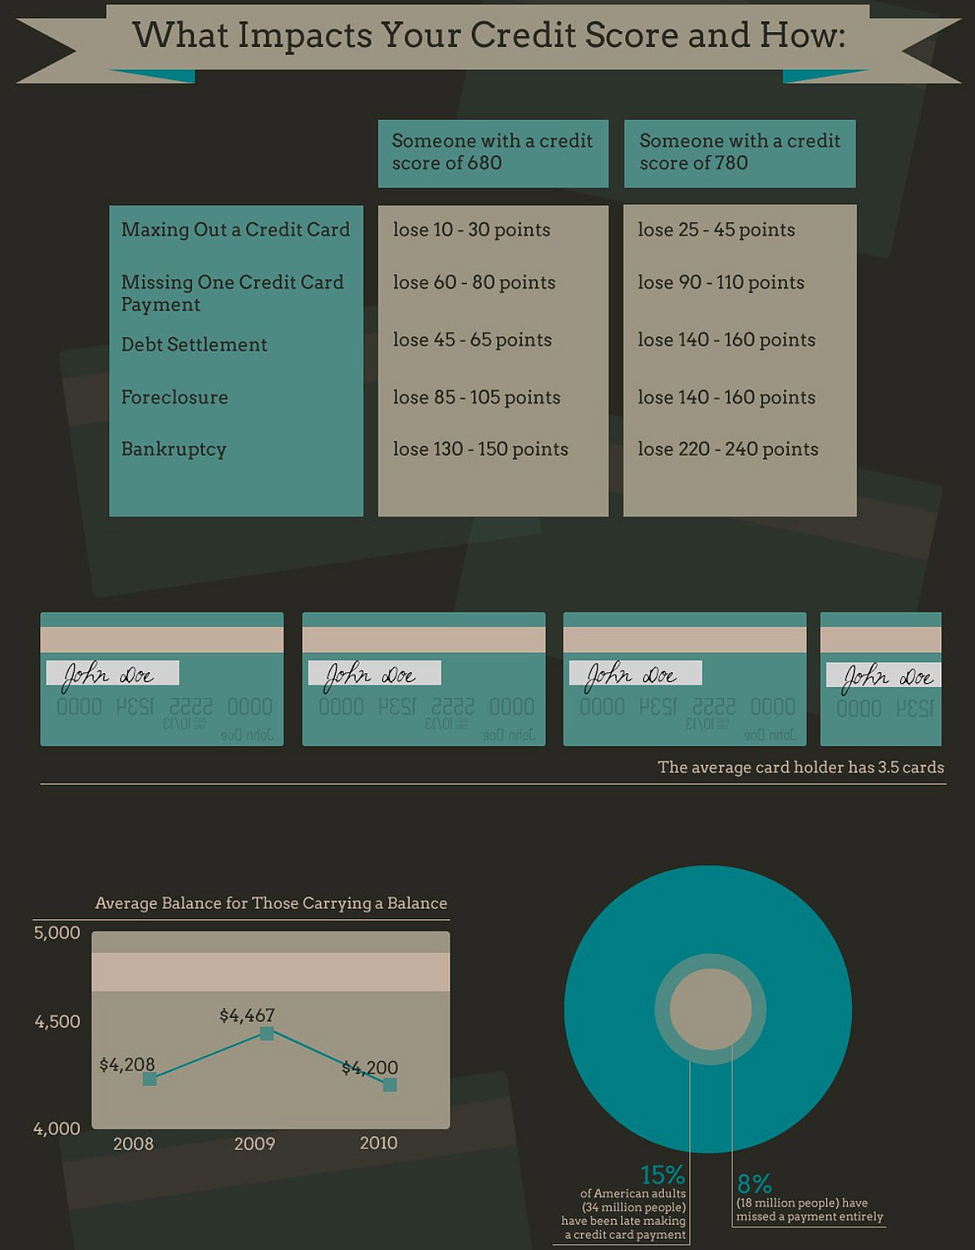 What Impacts Your Credit Score and How:
Someone with a credit
score of 680
Someone with a credit
score of 780
Maxing Out a Credit Card
lose 10 - 30 points
lose 25 - 45 points
Missing One Credit Card
Payment
lose 60 - 80 points
lose 90 - 110 points
Debt Settlement
lose 45 - 65 points
lose 140 - 160 points
Foreclosure
lose 85 - 105 points
lose 140 - 160 points
Bankruptcy
lose 130 - 150 points
lose 220 - 240 points
John Doe
0000 5555 1234 0000
10/13
John Doe
John Doe
0000 5555 1234 0000
10/13
John Doe
John Doe
0000 5555 1234 0000
10/13
John Doe
John Doe
1234 0000
The average card holder has 3.5 cards
Average Balance for Those Carrying a Balance
5,000
4,500
4,000
$4,208
$4,467
$4,200
2008
2009
2010
15%
of American adults
(34 million people)
have been late making
a credit card payment
8%
(18 million people) have
missed a payment entirely